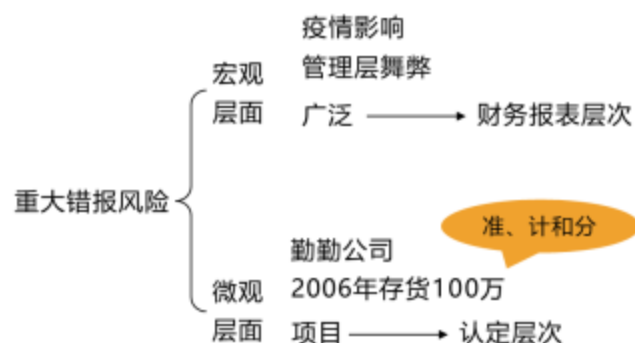 疫情影响
宏观
管理层舞弊
层面
广泛
财务报表层次
重大错报风险
准、计和分
勤勤公司
微观
2006年存货100万
层面
项目
认定层次